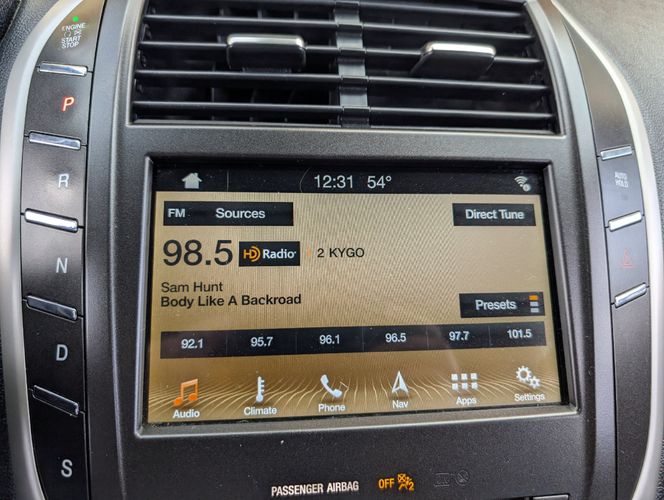 ENGINE
START
STOP
P
R
N
D
S
AUTO
HOLD
12:31 54°
FM Sources
Direct Tune
98.5 HD Radio 2 KYGO
Sam Hunt
Body Like A Backroad
Presets
92.1 95.7 96.1 96.5 97.7 101.5
Audio Climate Phone Nav Apps Settings
PASSENGER AIRBAG OFF 2